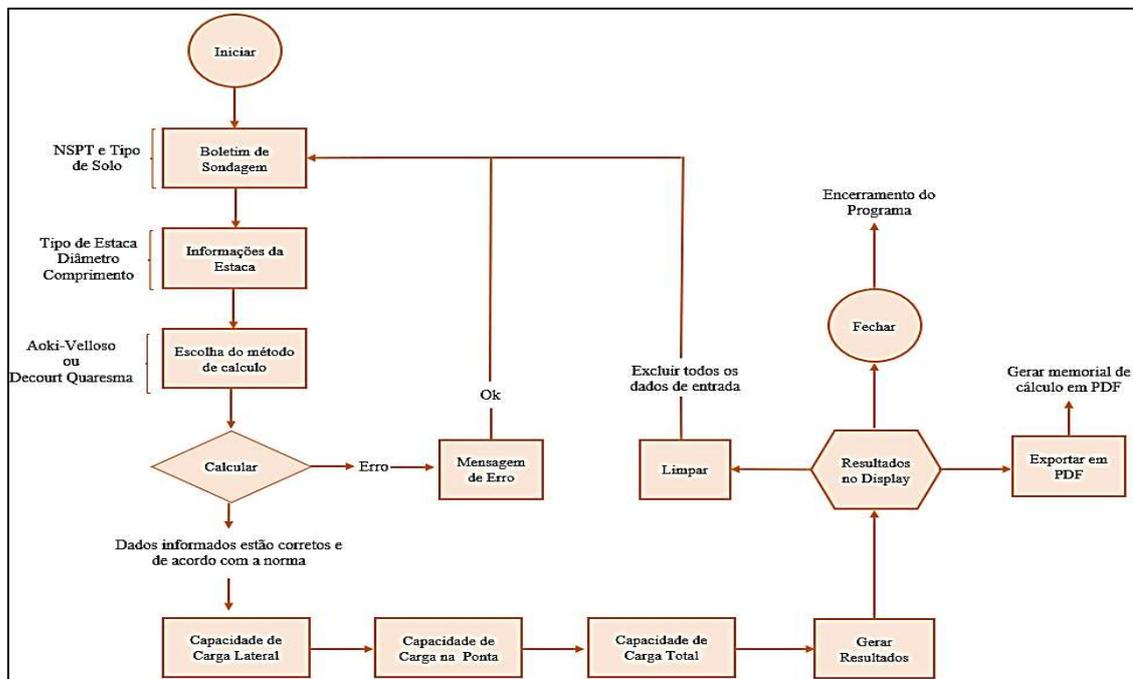 Iniciar
NSPT e Tipo
de Solo
Boletim de
Sondagem
Tipo de Estaca
Diâmetro
Comprimento
Informações da
Estaca
Aoki-Velloso
ou
Decourt Quaresma
Escolha do método
de calculo
Calcular
Erro
Mensagem
de Erro
Ok
Dados informados estão corretos e
de acordo com a norma
Capacidade de
Carga Lateral
Capacidade de
Carga na Ponta
Capacidade de
Carga Total
Gerar
Resultados
Resultados
no Display
Limpar
Excluir todos os
dados de entrada
Fechar
Encerramento do
Programa
Exportar em
PDF
Gerar memorial de
cálculo em PDF